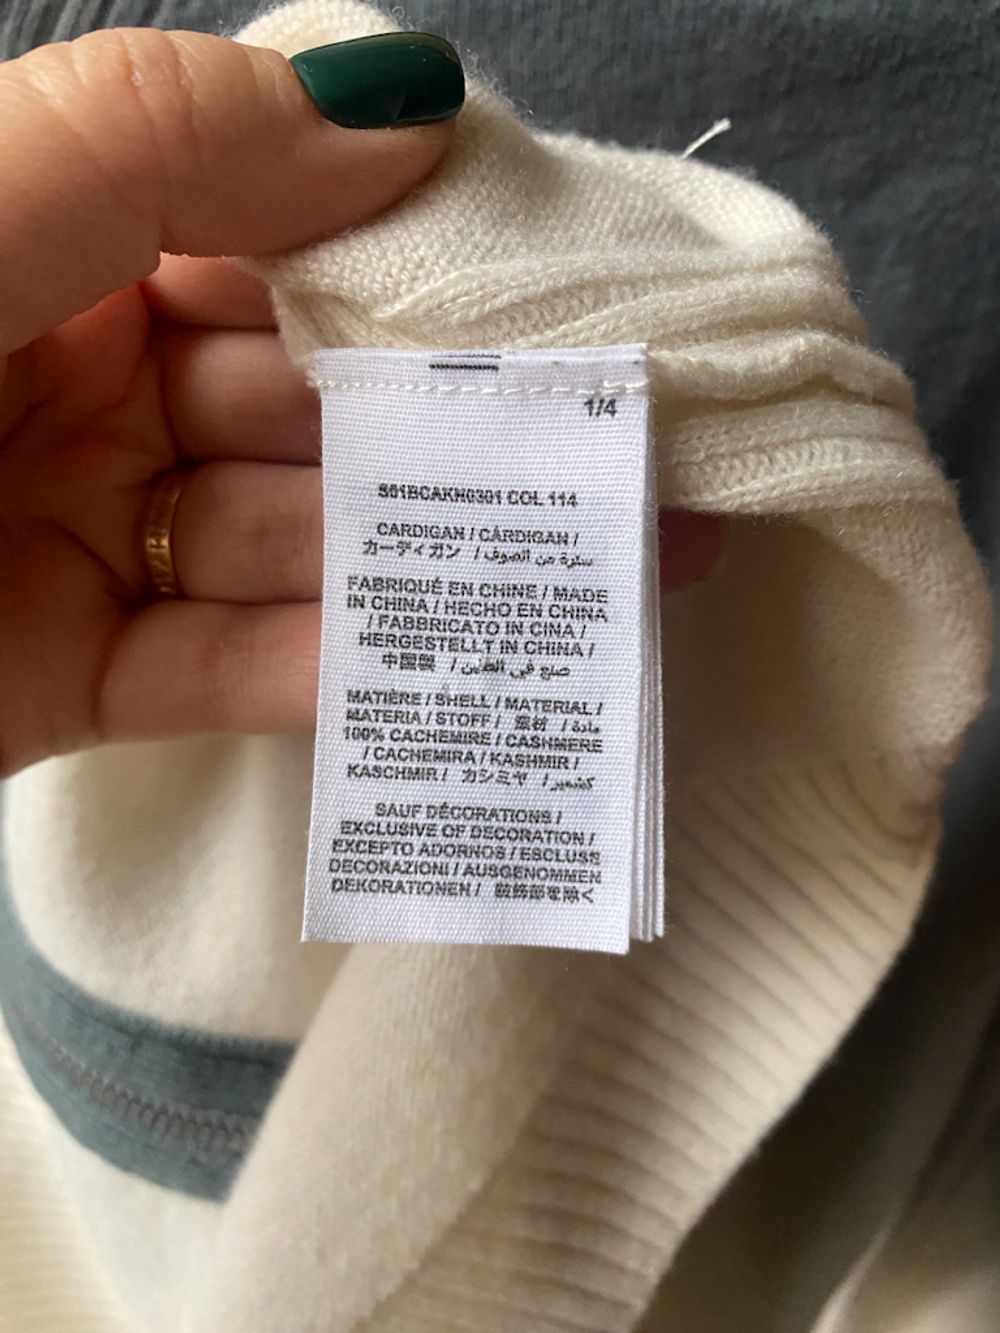 1/4
S01BCAKH0301 COL 114
CARDIGAN / CÁRDIGAN /
カーディガン / سترة من الصوف
FABRIQUÉ EN CHINE / MADE
IN CHINA / HECHO EN CHINA
/ FABBRICATO IN CINA /
HERGESTELLT IN CHINA /
中国製 / صنع في الصين
MATIÈRE / SHELL / MATERIAL /
MATERIA / STOFF / 素材 / مادة
100% CACHEMIRE / CASHMERE
/ CACHEMIRA / KASHMIR /
KASCHMIR / カシミヤ / كشمير
SAUF DÉCORATIONS /
EXCLUSIVE OF DECORATION /
EXCEPTO ADORNOS / ESCLUSE
DECORAZIONI / AUSGENOMMEN
DEKORATIONEN / 装飾部を除く